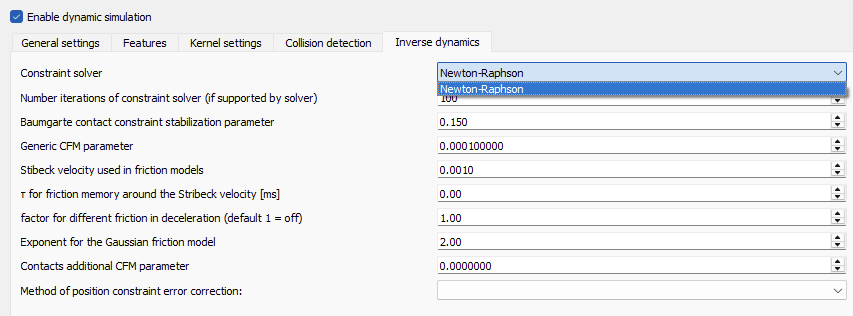 Enable dynamic simulation
General settings Features Kernel settings Collision detection Inverse dynamics
Constraint solver Newton-Raphson
Newton-Raphson
Number iterations of constraint solver (if supported by solver) 100
Baumgarte contact constraint stabilization parameter 0.150
Generic CFM parameter 0.000100000
Stibeck velocity used in friction models 0.0010
τ for friction memory around the Stribeck velocity [ms] 0.00
factor for different friction in deceleration (default 1 = off) 1.00
Exponent for the Gaussian friction model 2.00
Contacts additional CFM parameter 0.0000000
Method of position constraint error correction: